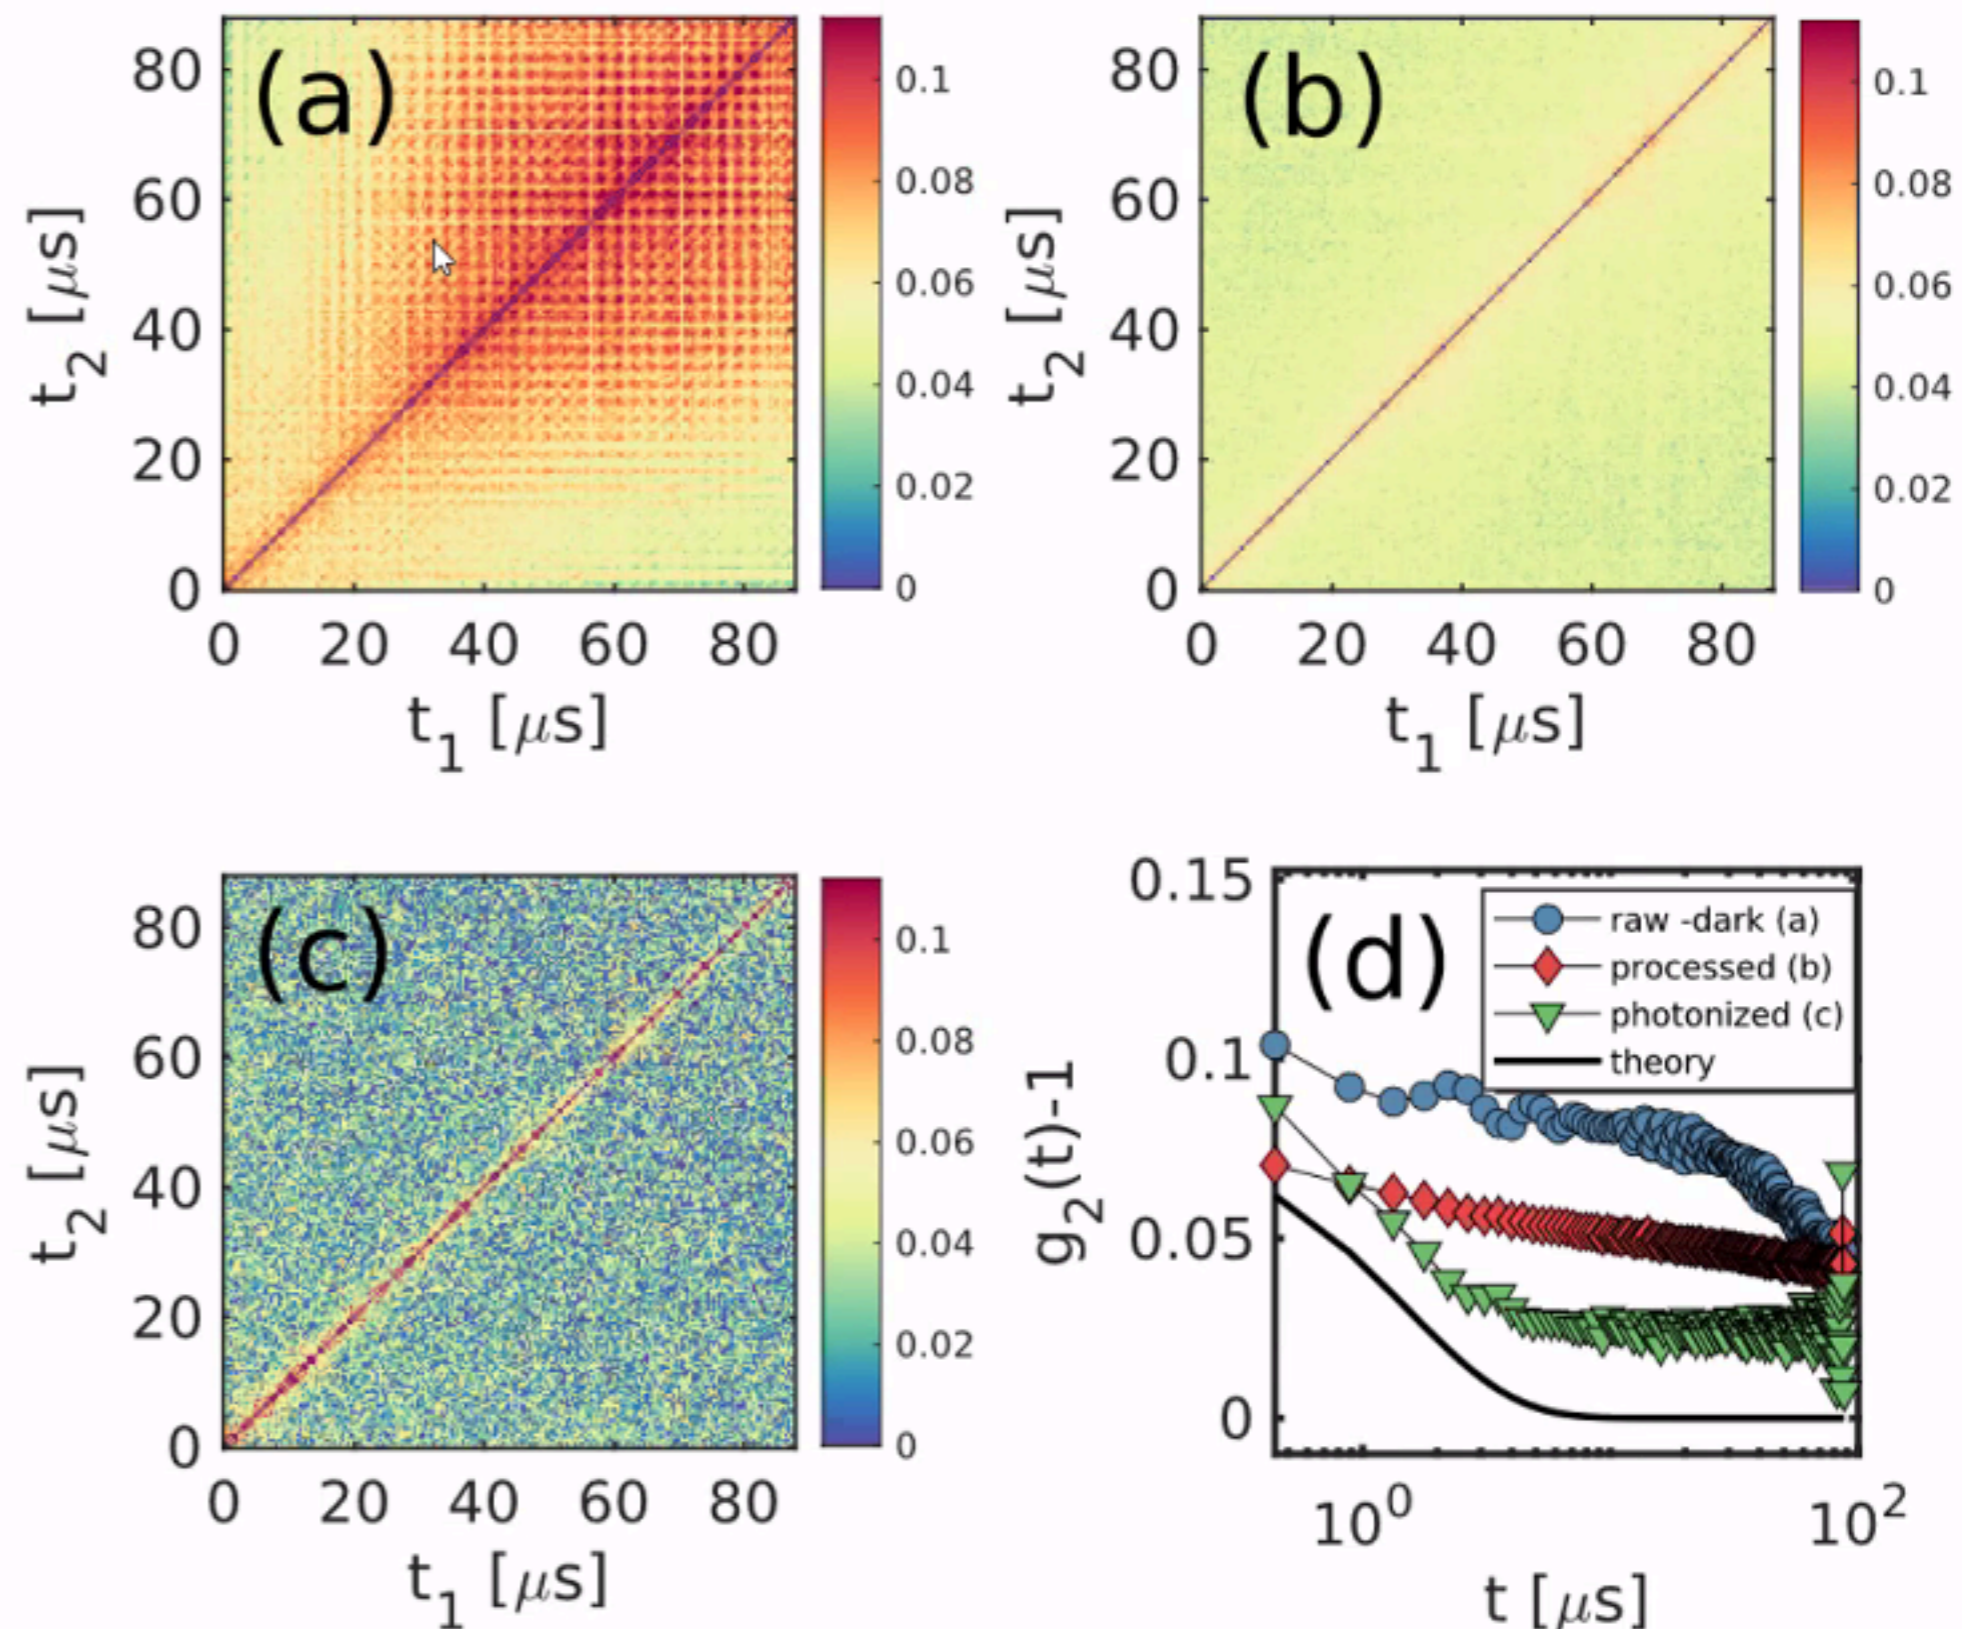 (a)
80
60
40
20
0
t2 [μs]
0 20 40 60 80
t1 [μs]
0.1
0.08
0.06
0.04
0.02
0
(b)
80
60
40
20
0
t2 [μs]
0 20 40 60 80
t1 [μs]
0.1
0.08
0.06
0.04
0.02
0
(c)
80
60
40
20
0
t2 [μs]
0 20 40 60 80
t1 [μs]
0.1
0.08
0.06
0.04
0.02
0
(d)
0.15
0.1
0.05
0
g2(t)-1
raw -dark (a)
processed (b)
photonized (c)
theory
10^0 10^2
t [μs]